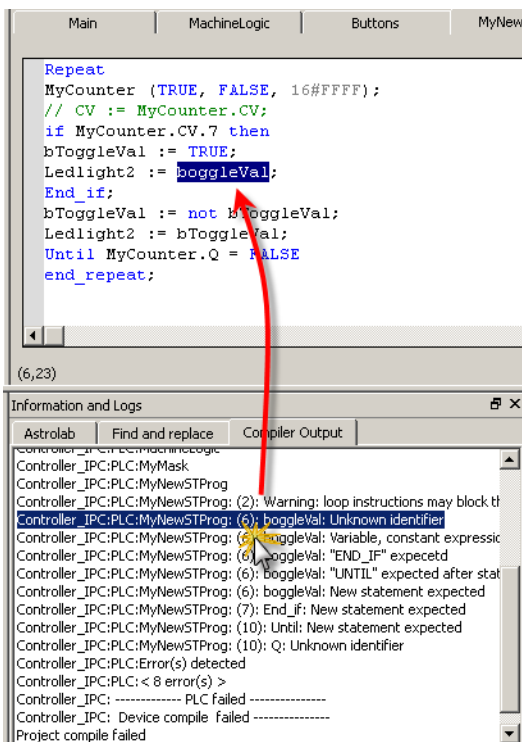 Main MachineLogic Buttons MyNew
Repeat
MyCounter (TRUE, FALSE, 16#FFFF);
// CV := MyCounter.CV;
if MyCounter.CV.7 then
bToggleVal := TRUE;
Ledlight2 := boggleVal;
End_if;
bToggleVal := not bToggleVal;
Ledlight2 := bToggleVal;
Until MyCounter.Q = FALSE
end_repeat;
(6,23)
Information and Logs
Astrolab Find and replace Compiler Output
Controller_IPC:PLC:MachineLogic
Controller_IPC:PLC:MyMask
Controller_IPC:PLC:MyNewSTProg
Controller_IPC:PLC:MyNewSTProg: (2): Warning: loop instructions may block th
Controller_IPC:PLC:MyNewSTProg: (6): boggleVal: Unknown identifier
Controller_IPC:PLC:MyNewSTProg: (6): boggleVal: Variable, constant expressic
Controller_IPC:PLC:MyNewSTProg: (6): boggleVal: "END_IF" expecetd
Controller_IPC:PLC:MyNewSTProg: (6): boggleVal: "UNTIL" expected after stat
Controller_IPC:PLC:MyNewSTProg: (6): boggleVal: New statement expected
Controller_IPC:PLC:MyNewSTProg: (7): End_if: New statement expected
Controller_IPC:PLC:MyNewSTProg: (10): Until: New statement expected
Controller_IPC:PLC:MyNewSTProg: (10): Q: Unknown identifier
Controller_IPC:PLC:Error(s) detected
Controller_IPC:PLC: < 8 error(s) >
Controller_IPC: ------------- PLC failed ---------------
Controller_IPC: Device compile failed ---------------
Project compile failed